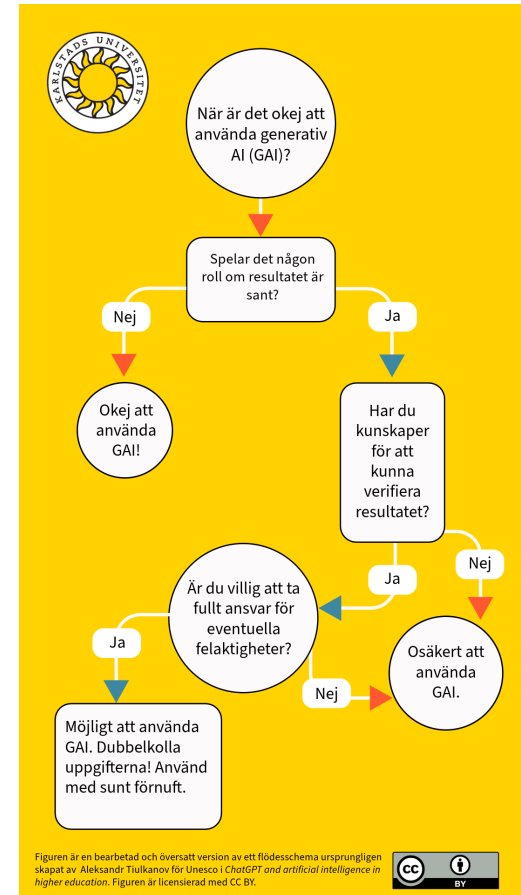 KARLSTADS UNIVERSITET
När är det okej att
använda generativ
AI (GAI)?
Spelar det någon
roll om resultatet är
sant?
Nej
Ja
Okej att
använda
GAI!
Har du
kunskaper
för att
kunna
verifiera
resultatet?
Nej
Ja
Är du villig att ta
fullt ansvar för
eventuella
felaktigheter?
Osäkert att
använda
GAI.
Ja
Nej
Möjligt att använda
GAI. Dubbelkolla
uppgifterna! Använd
med sunt förnuft.
Figuren är en bearbetad och översatt version av ett flödesschema ursprungligen
skapat av Aleksandr Tiulkanov för Unesco i ChatGPT and artificial intelligence in
higher education. Figuren är licensierad med CC BY.
cc
BY